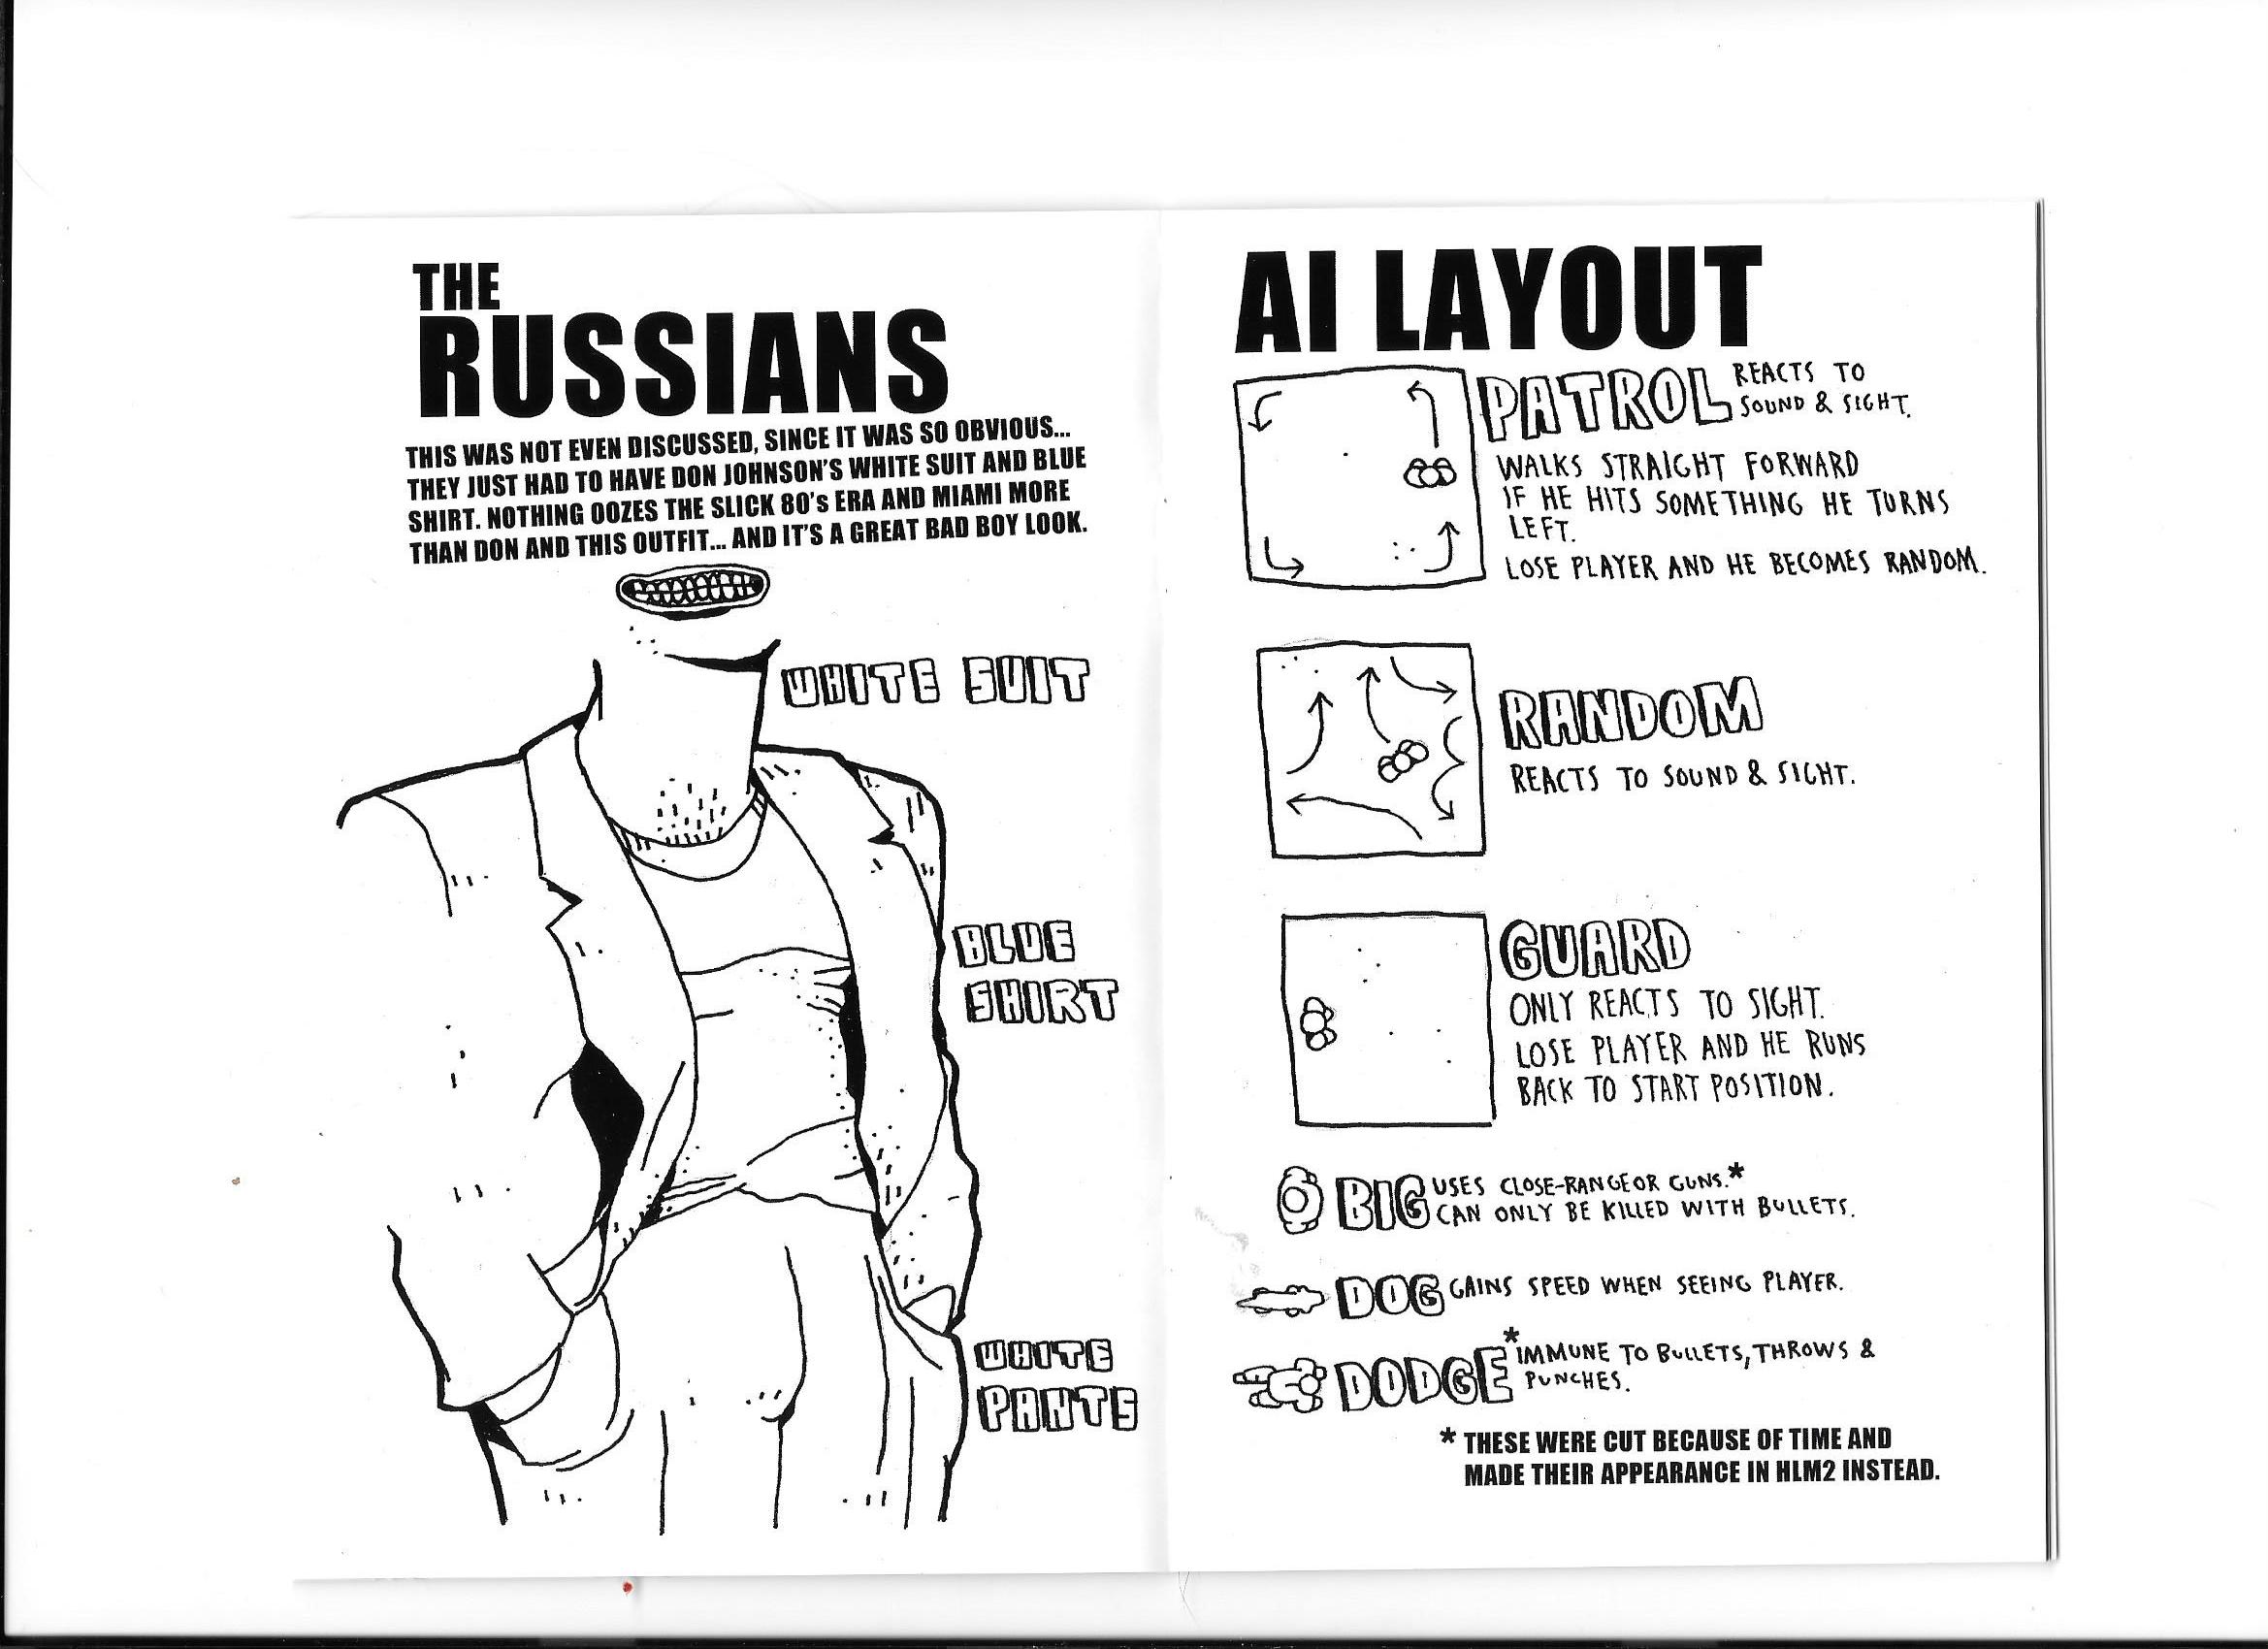 THE
RUSSIANS
THIS WAS NOT EVEN DISCUSSED, SINCE IT WAS SO OBVIOUS...
THEY JUST HAD TO HAVE DON JOHNSON'S WHITE SUIT AND BLUE
SHIRT. NOTHING OOZES THE SLICK 80's ERA AND MIAMI MORE
THAN DON AND THIS OUTFIT... AND IT'S A GREAT BAD BOY LOOK.
WHITE SUIT
BLUE
SHIRT
WHITE
PANTS
AI LAYOUT
PATROL REACTS TO
SOUND & SIGHT.
WALKS STRAIGHT FORWARD
IF HE HITS SOMETHING HE TURNS
LEFT.
LOSE PLAYER AND HE BECOMES RANDOM.
RANDOM
REACTS TO SOUND & SIGHT.
GUARD
ONLY REACTS TO SIGHT.
LOSE PLAYER AND HE RUNS
BACK TO START POSITION.
BIG USES CLOSE-RANGE OR GUNS.*
CAN ONLY BE KILLED WITH BULLETS.
DOG GAINS SPEED WHEN SEEING PLAYER.
DODGE* IMMUNE TO BULLETS, THROWS &
PUNCHES.
* THESE WERE CUT BECAUSE OF TIME AND
MADE THEIR APPEARANCE IN HLM2 INSTEAD.